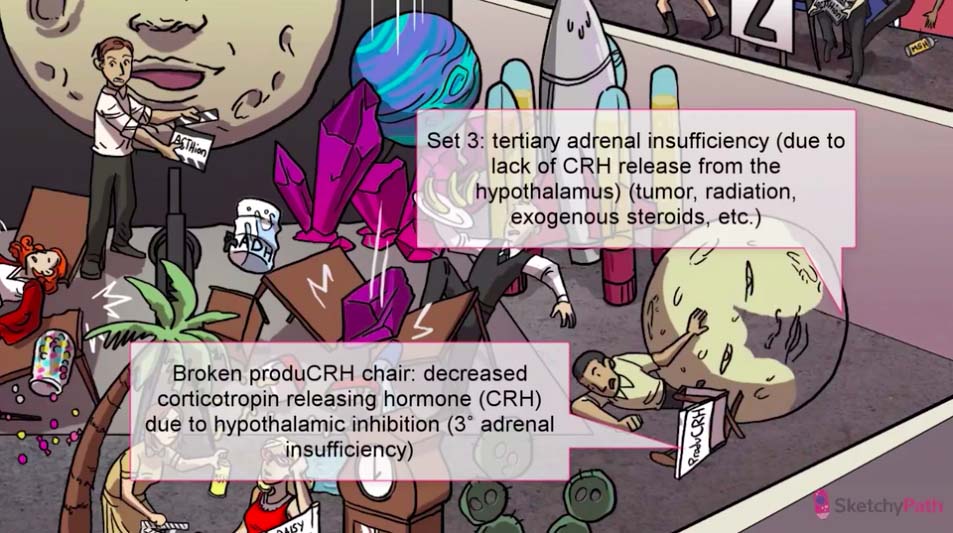 2
MSH
ACTHion
Set 3: tertiary adrenal insufficiency (due to
lack of CRH release from the
hypothalamus) (tumor, radiation,
exogenous steroids, etc.)
Broken produCRH chair: decreased
corticotropin releasing hormone (CRH)
due to hypothalamic inhibition (3˚ adrenal
insufficiency)
ProduCRH
DAISY
SketchyPath